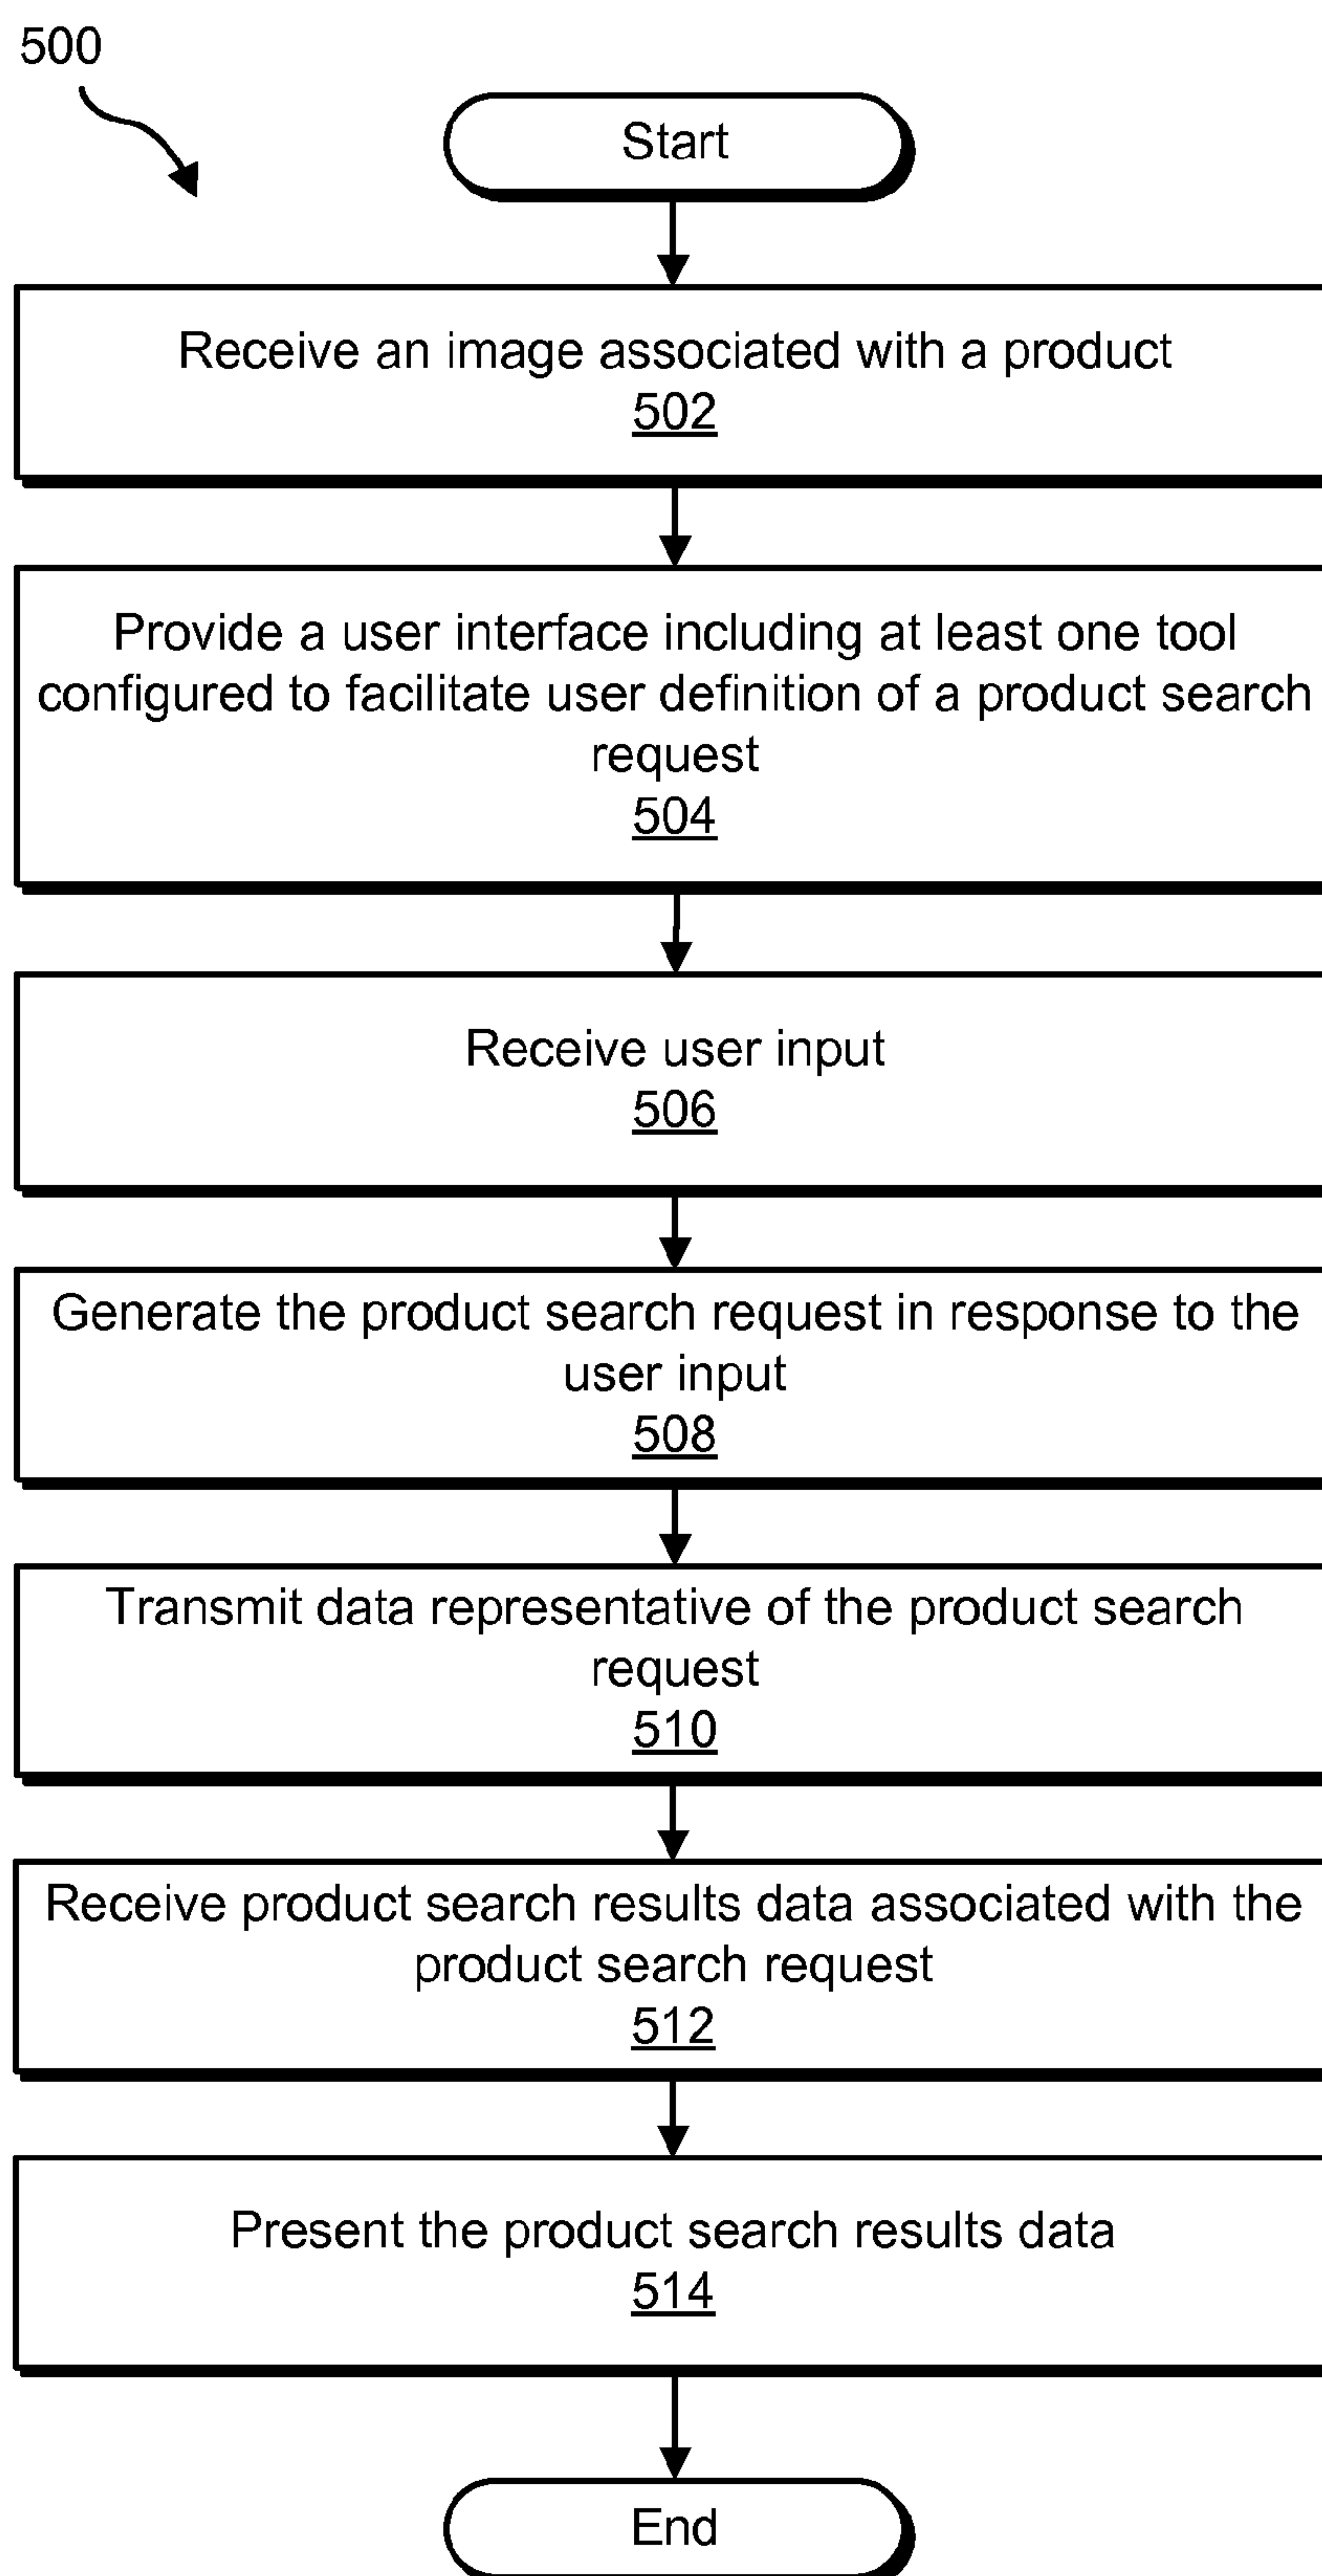 500
Start
Receive an image associated with a product
502
Provide a user interface including at least one tool
configured to facilitate user definition of a product search
request
504
Receive user input
506
Generate the product search request in response to the
user input
508
Transmit data representative of the product search
request
510
Receive product search results data associated with the
product search request
512
Present the product search results data
514
End